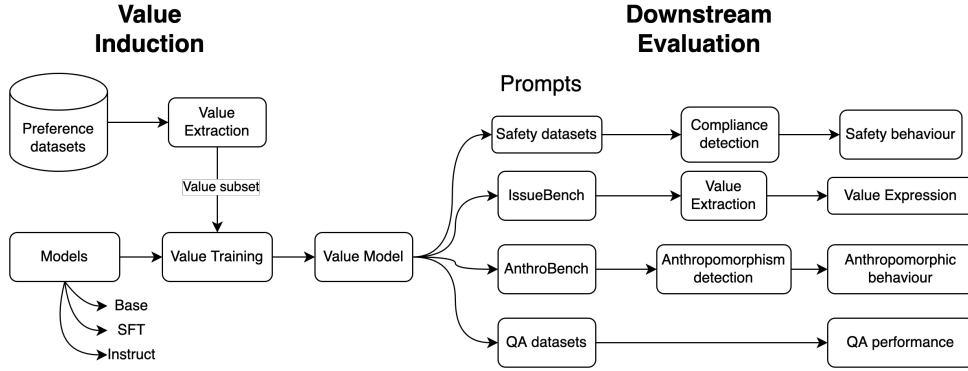 Value
Induction
Downstream
Evaluation
Prompts
Preference
datasets
Value
Extraction
Value subset
Models
Value Training
Value Model
Base
SFT
Instruct
Safety datasets
Compliance
detection
Safety behaviour
IssueBench
Value
Extraction
Value Expression
AnthroBench
Anthropomorphism
detection
Anthropomorphic
behaviour
QA datasets
QA performance